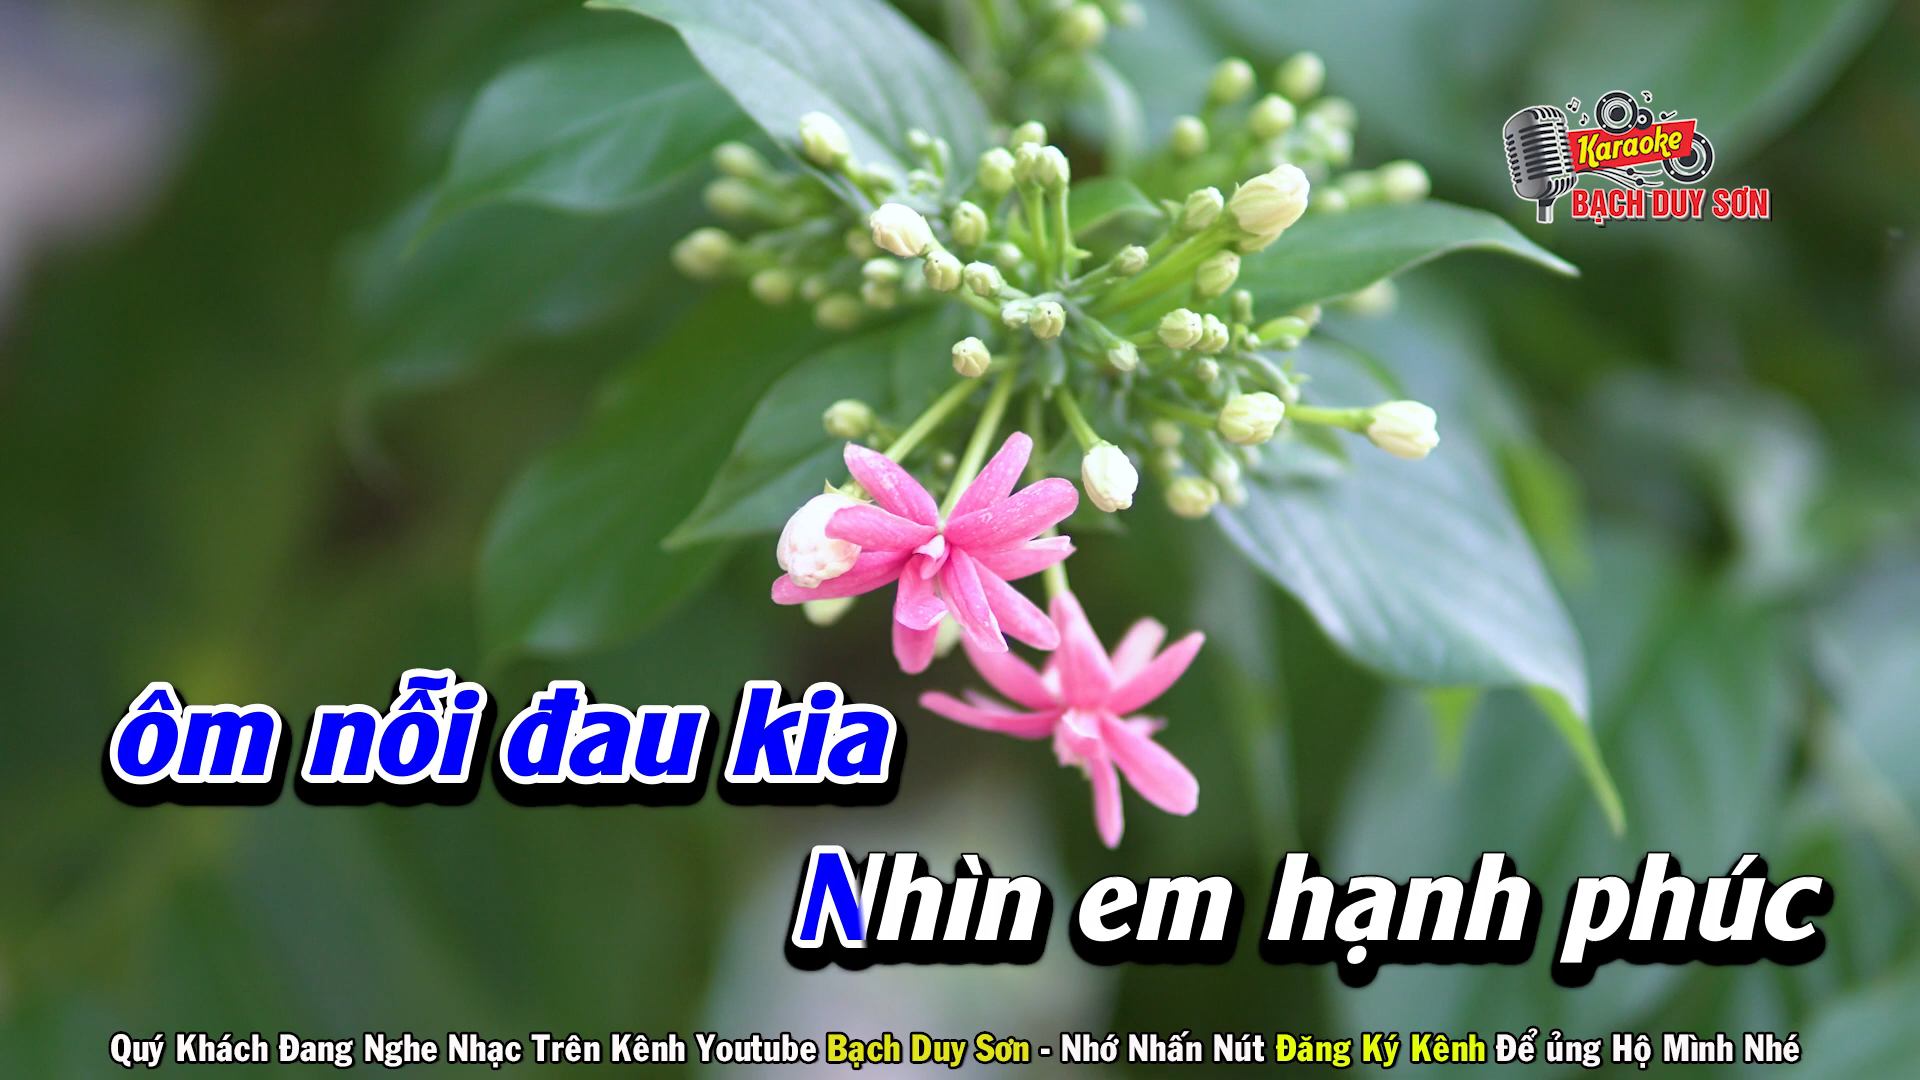 Karaoke
BẠCH DUY SƠN
ôm nỗi đau kia
Nhìn em hạnh phúc
Quý Khách Đang Nghe Nhạc Trên Kênh Youtube Bạch Duy Sơn - Nhớ Nhấn Nút Đăng Ký Kênh Để ủng Hộ Mình Nhé